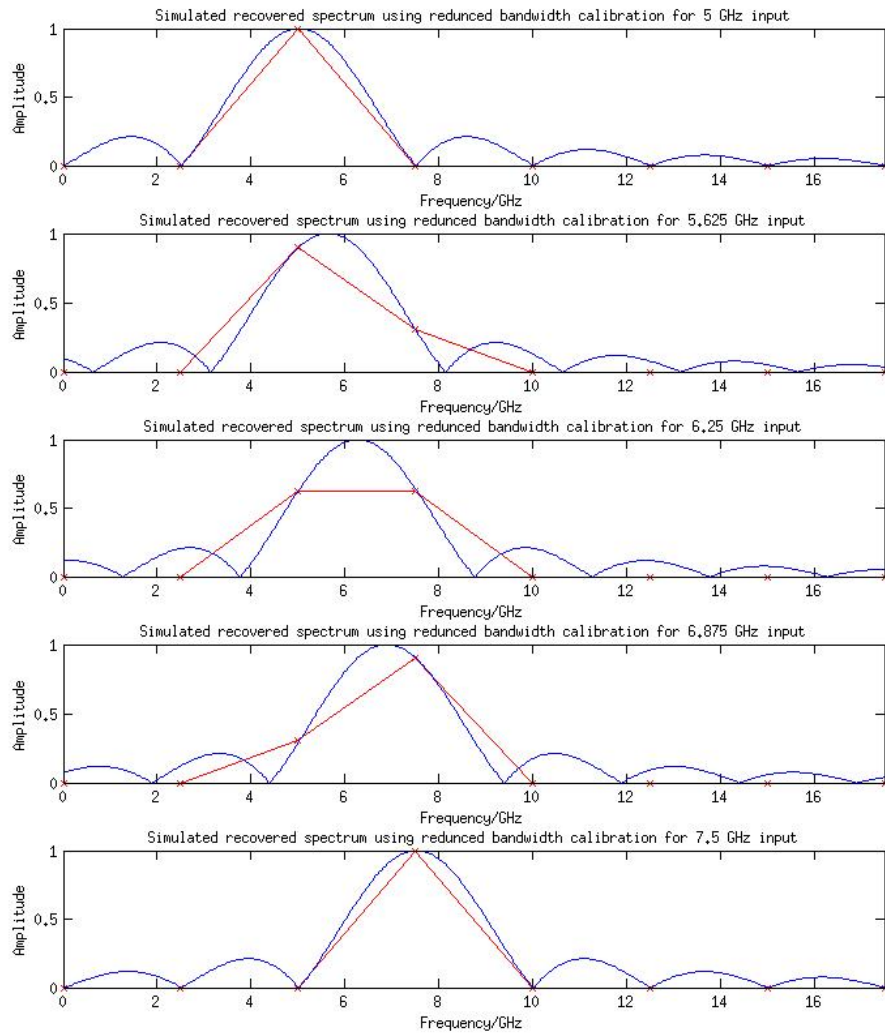 Simulated recovered spectrum using redunced bandwidth calibration for 5 GHz input
1
0.5
0
Amplitude
0 2 4 6 8 10 12 14 16
Frequency/GHz
Simulated recovered spectrum using redunced bandwidth calibration for 5.625 GHz input
1
0.5
0
Amplitude
0 2 4 6 8 10 12 14 16
Frequency/GHz
Simulated recovered spectrum using redunced bandwidth calibration for 6.25 GHz input
1
0.5
0
Amplitude
0 2 4 6 8 10 12 14 16
Frequency/GHz
Simulated recovered spectrum using redunced bandwidth calibration for 6.875 GHz input
1
0.5
0
Amplitude
0 2 4 6 8 10 12 14 16
Frequency/GHz
Simulated recovered spectrum using redunced bandwidth calibration for 7.5 GHz input
1
0.5
0
Amplitude
0 2 4 6 8 10 12 14 16
Frequency/GHz